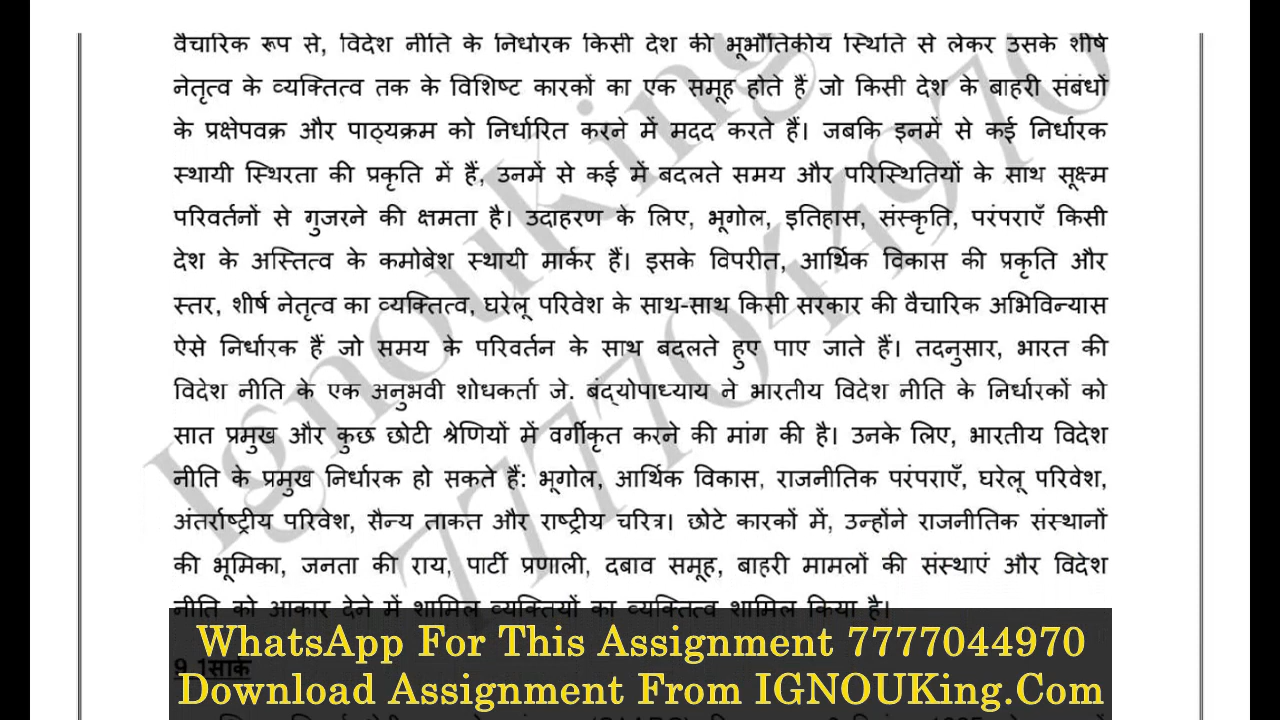 वैचारिक रूप से, विदेश नीति के निर्धारक किसी देश की भूभौतिकीय स्थिति से लेकर उसके शीर्ष
नेतृत्व के व्यक्तित्व तक के विशिष्ट कारकों का एक समूह होते हैं जो किसी देश के बाहरी संबंधों
के प्रक्षेपवक्र और पाठ्यक्रम को निर्धारित करने में मदद करते हैं। जबकि इनमें से कई निर्धारक
स्थायी स्थिरता की प्रकृति में हैं, उनमें से कई में बदलते समय और परिस्थितियों के साथ सूक्ष्म
परिवर्तनों से गुजरने की क्षमता है। उदाहरण के लिए, भूगोल, इतिहास, संस्कृति, परंपराएँ किसी
देश के अस्तित्व के कमोबेश स्थायी मार्कर हैं। इसके विपरीत, आर्थिक विकास की प्रकृति और
स्तर, शीर्ष नेतृत्व का व्यक्तित्व, घरेलू परिवेश के साथ-साथ किसी सरकार की वैचारिक अभिविन्यास
ऐसे निर्धारक हैं जो समय के परिवर्तन के साथ बदलते हुए पाए जाते हैं। तदनुसार, भारत की
विदेश नीति के एक अनुभवी शोधकर्ता जे. बंद्योपाध्याय ने भारतीय विदेश नीति के निर्धारकों को
सात प्रमुख और कुछ छोटी श्रेणियों में वर्गीकृत करने की मांग की है। उनके लिए, भारतीय विदेश
नीति के प्रमुख निर्धारक हो सकते हैं: भूगोल, आर्थिक विकास, राजनीतिक परंपराएँ, घरेलू परिवेश,
अंतर्राष्ट्रीय परिवेश, सैन्य ताकत और राष्ट्रीय चरित्र। छोटे कारकों में, उन्होंने राजनीतिक संस्थानों
की भूमिका, जनता की राय, पार्टी प्रणाली, दबाव समूह, बाहरी मामलों की संस्थाएं और विदेश
नीति को आकार देने में शामिल व्यक्तियों का व्यक्तित्व शामिल किया है।
WhatsApp For This Assignment 7777044970
9.1सार्क
Download Assignment From IGNOUKing.Com
IgnouKing
7777044970